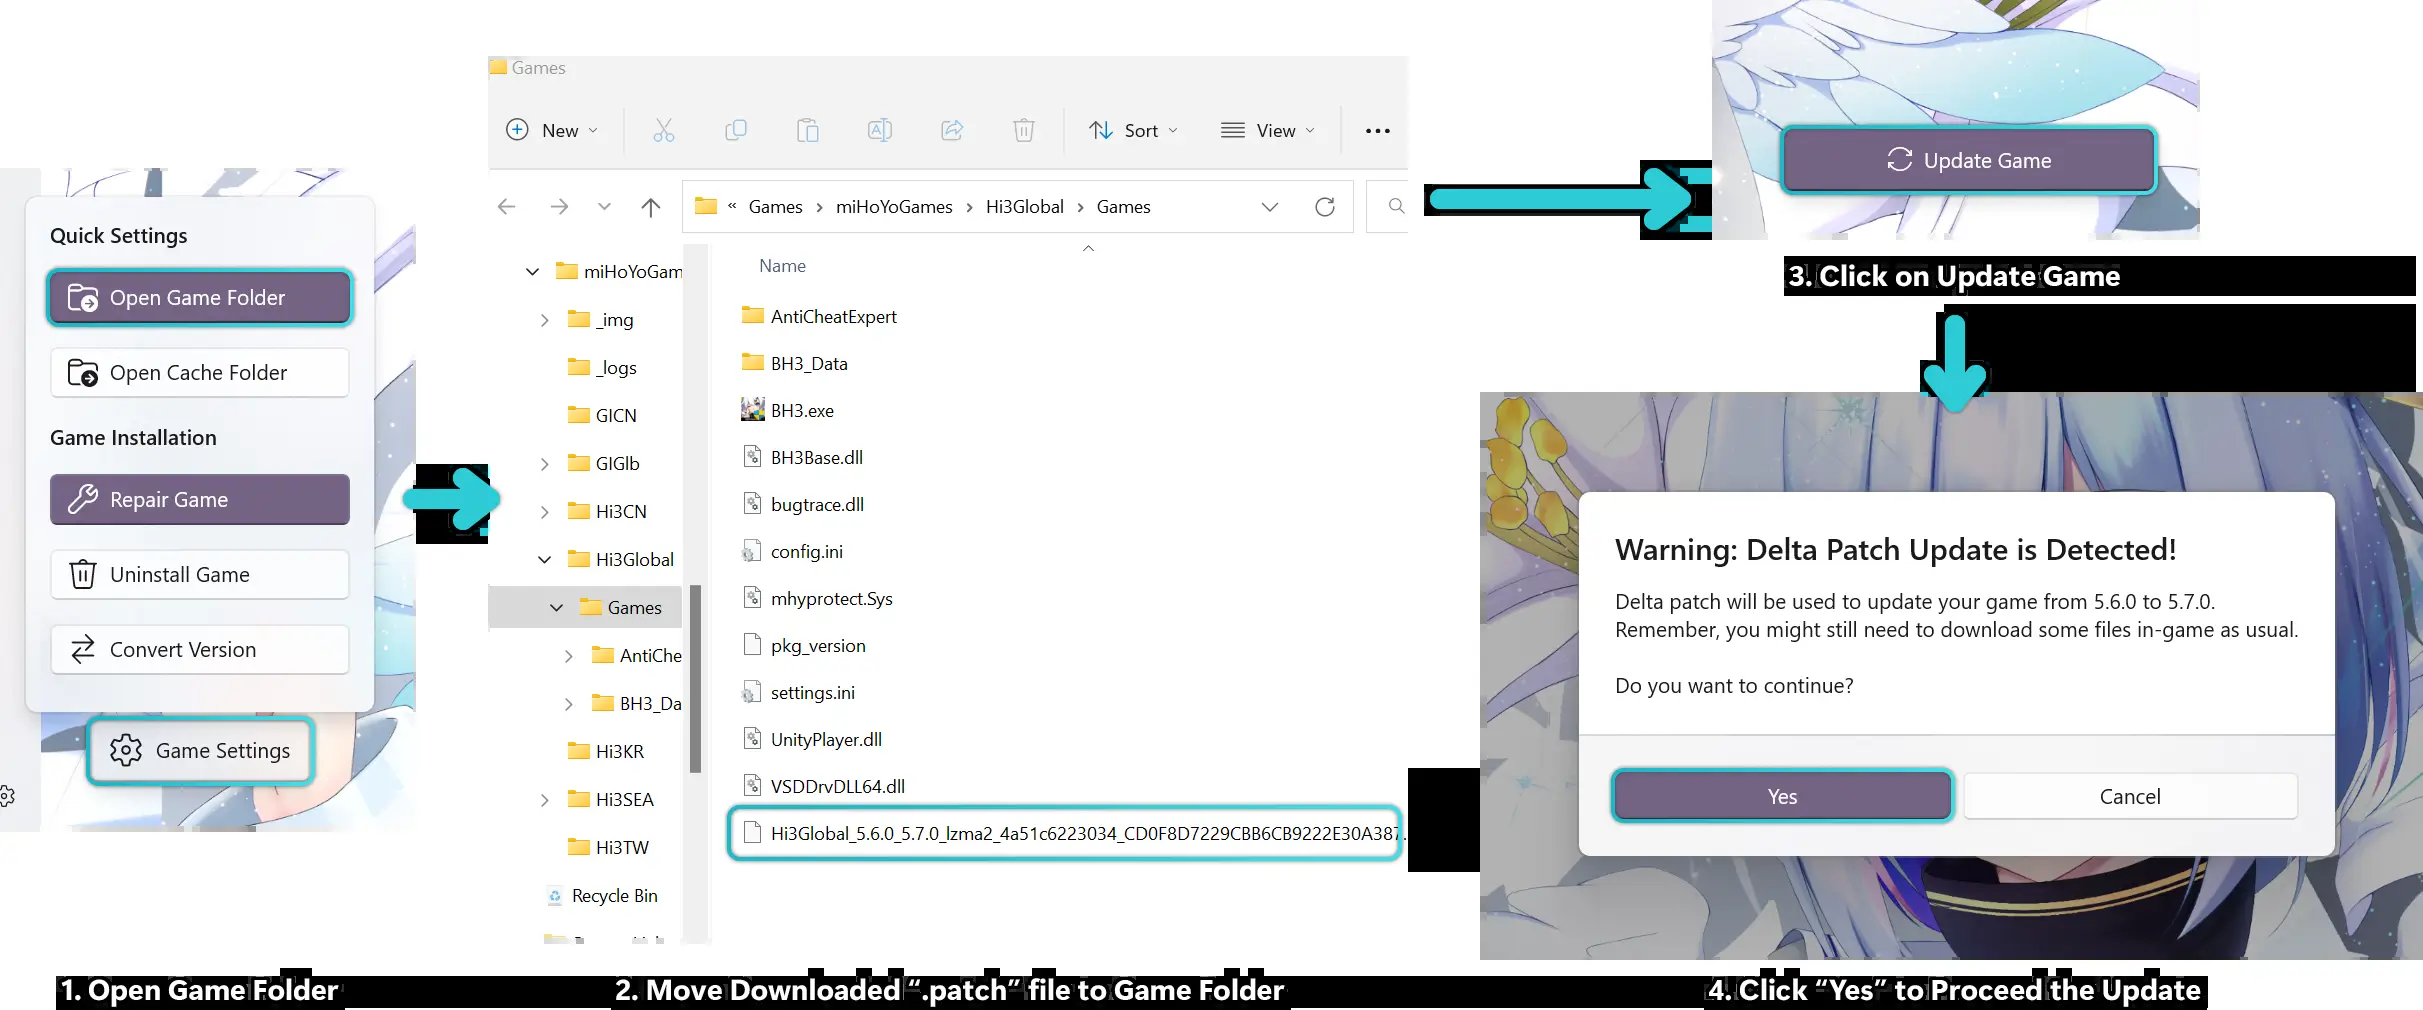 Quick Settings
Open Game Folder
Open Cache Folder
Game Installation
Repair Game
Uninstall Game
Convert Version
Game Settings
1. Open Game Folder
Games
New
Sort
View
« Games > miHoYoGames > Hi3Global > Games
miHoYoGam
_img
_logs
GICN
GIGlb
Hi3CN
Hi3Global
Games
AntiChe
BH3_Da
Hi3KR
Hi3SEA
Hi3TW
Recycle Bin
Name
AntiCheatExpert
BH3_Data
BH3.exe
BH3Base.dll
bugtrace.dll
config.ini
mhyprotect.Sys
pkg_version
settings.ini
UnityPlayer.dll
VSDDrvDLL64.dll
Hi3Global_5.6.0_5.7.0_lzma2_4a51c6223034_CD0F8D7229CBB6CB9222E30A387.
2. Move Downloaded “.patch” file to Game Folder
Update Game
3. Click on Update Game
Warning: Delta Patch Update is Detected!
Delta patch will be used to update your game from 5.6.0 to 5.7.0.
Remember, you might still need to download some files in-game as usual.
Do you want to continue?
Yes
Cancel
4. Click “Yes” to Proceed the Update